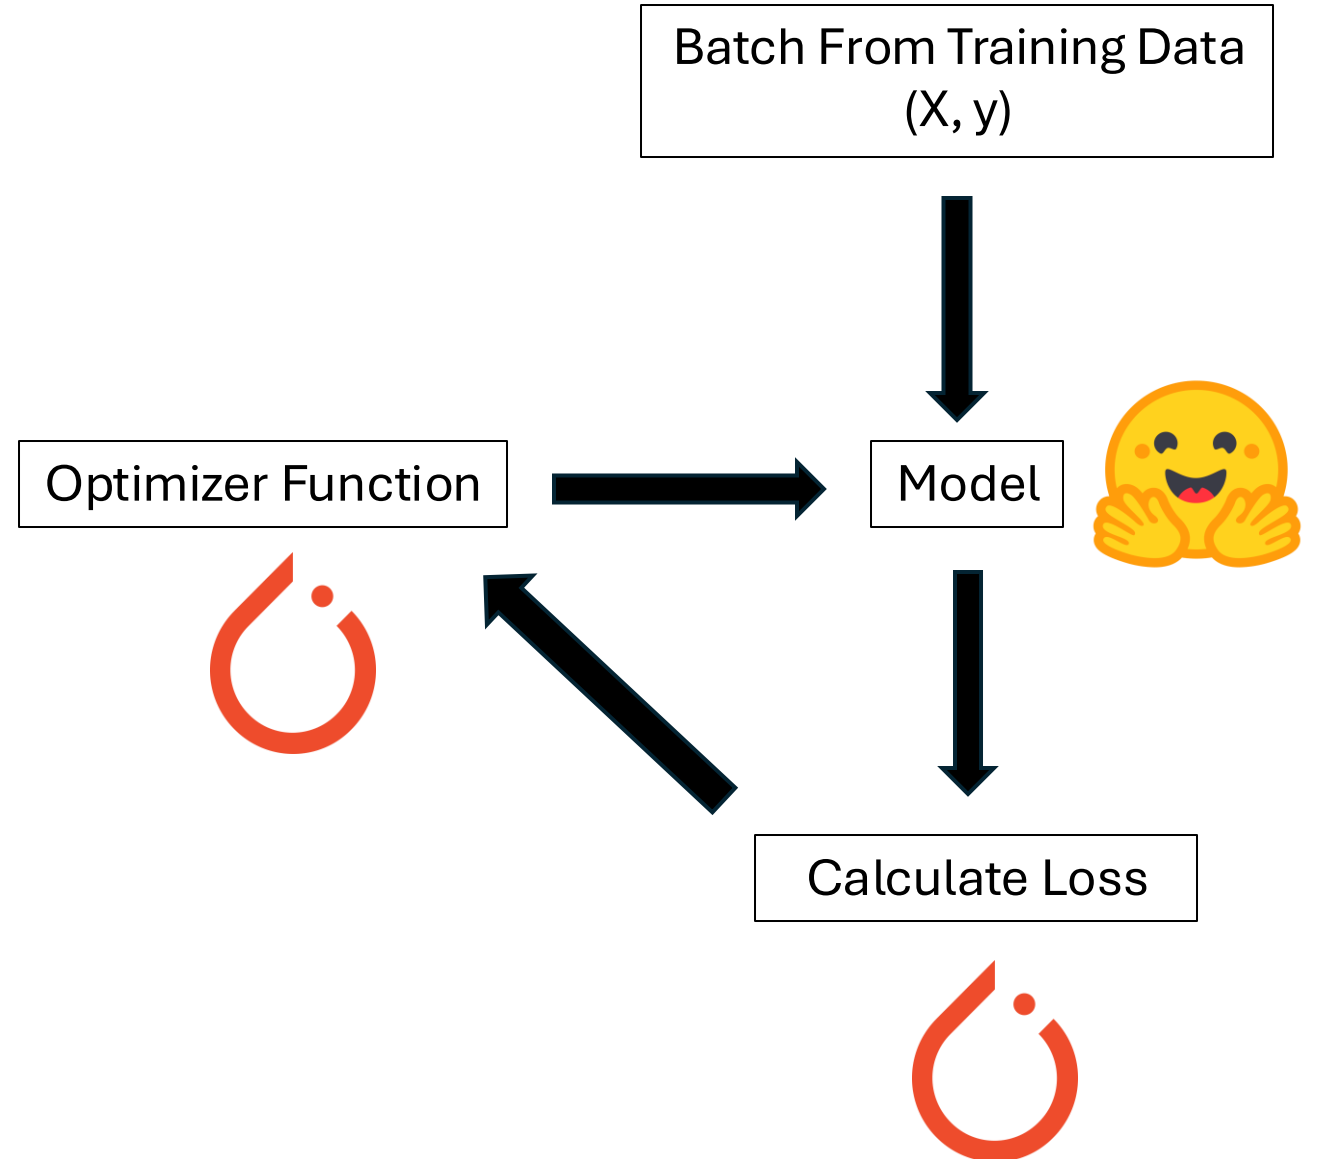 Batch From Training Data
(X, y)
Optimizer Function
Model
Calculate Loss